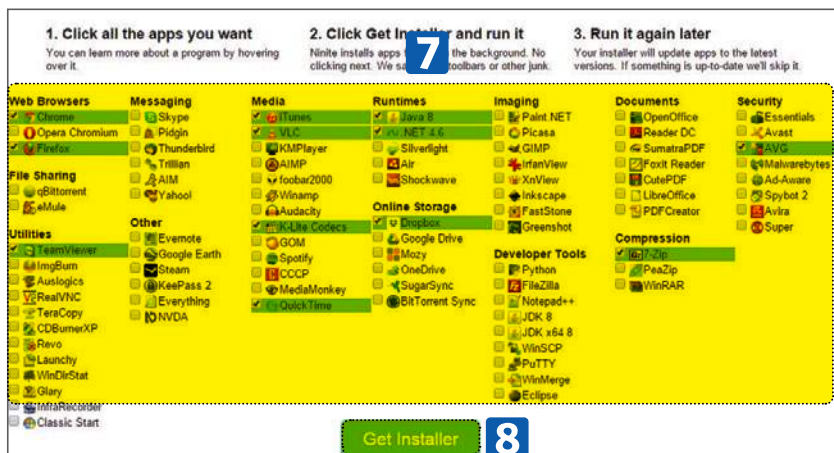 1. Click all the apps you want
You can learn more about a program by hovering
over it.
2. Click Get Installer and run it
Ninite installs apps the background. No
clicking next. We toolbars or other junk.
7
3. Run it again later
Your installer will update apps to the latest
versions. If something is up-to-date we'll skip it
Web Browsers
Chrome
Opera Chromium
Firefox
File Sharing
qBittorrent
eMule
Utilities
TeamViewer
ImgBurn
Auslogics
RealVNC
TeraCopy
CDBurnerXP
Revo
Launchy
WinDirStat
Glary
InfraRecorder
Classic Start
Messaging
Skype
Pidgin
Thunderbird
Trillian
AIM
Yahoo!
Other
Evernote
Google Earth
Steam
KeePass 2
Everything
NVDA
Media
iTunes
VLC
KMPlayer
AIMP
foobar2000
Winamp
Audacity
K-Lite Codecs
GOM
Spotify
CCCP
MediaMonkey
QuickTime
Runtimes
Java 8
.NET 4.6
Silverlight
Air
Shockwave
Online Storage
Dropbox
Google Drive
Mozy
OneDrive
SugarSync
BitTorrent Sync
Imaging
Paint.NET
Picasa
GIMP
IrfanView
XnView
Inkscape
FastStone
Greenshot
Developer Tools
Python
FileZilla
Notepad++
JDK 8
JDK x64 8
WinSCP
PuTTY
WinMerge
Eclipse
Documents
OpenOffice
Reader DC
SumatraPDF
Foxit Reader
CutePDF
LibreOffice
PDFCreator
Compression
7-Zip
PeaZip
WinRAR
Security
Essentials
Avast
AVG
Malwarebytes
Ad-Aware
Spybot 2
Avira
Super
Get Installer
8